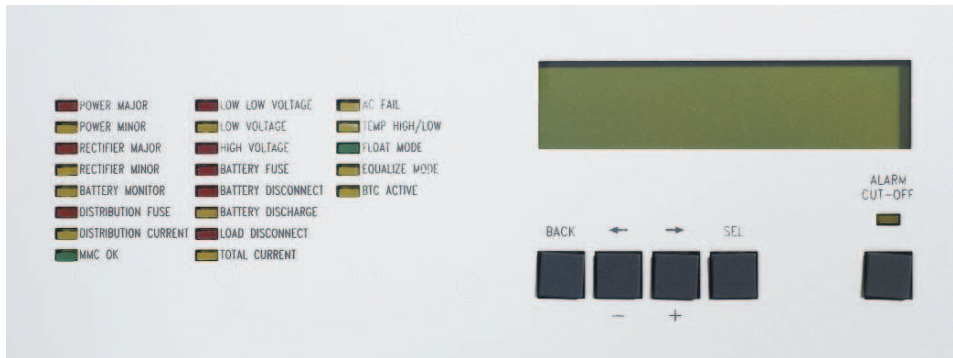 POWER MAJOR
POWER MINOR
RECTIFIER MAJOR
RECTIFIER MINOR
BATTERY MONITOR
DISTRIBUTION FUSE
DISTRIBUTION CURRENT
MMC OK
LOW LOW VOLTAGE
LOW VOLTAGE
HIGH VOLTAGE
BATTERY FUSE
BATTERY DISCONNECT
BATTERY DISCHARGE
LOAD DISCONNECT
TOTAL CURRENT
AC FAIL
TEMP HIGH/LOW
FLOAT MODE
EQUALIZE MODE
BTC ACTIVE
ALARM
CUT-OFF
BACK ← → SEL
− +